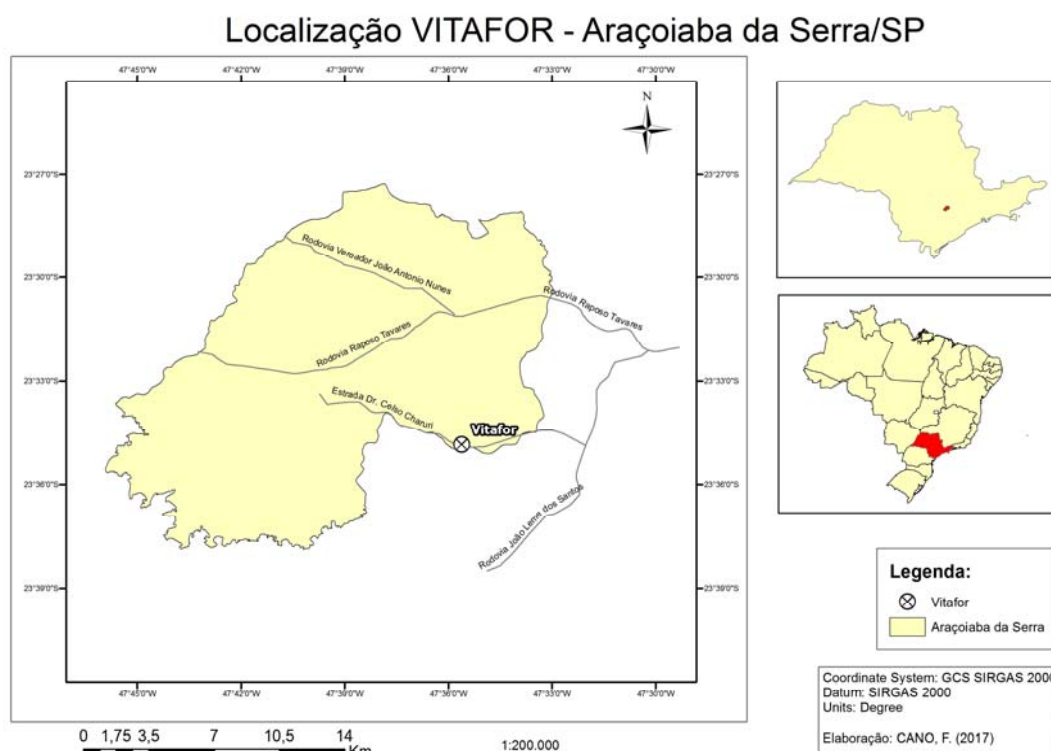 Localização VITAFOR - Araçoiaba da Serra/SP
47°45'0"W 47°42'0"W 47°39'0"W 47°36'0"W 47°33'0"W 47°30'0"W
N
23°27'0"S 23°27'0"S
Rodovia Vereador João Antonio Nunes
23°30'0"S 23°30'0"S
Rodovia Raposo Tavares
Rodovia Raposo Tavares
23°33'0"S 23°33'0"S
Estrada Dr. Celso Charuri
Vitafor
23°36'0"S 23°36'0"S
Rodovia João Leme dos Santos
23°39'0"S 23°39'0"S
47°45'0"W 47°42'0"W 47°39'0"W 47°36'0"W 47°33'0"W 47°30'0"W
0 1,75 3,5 7 10,5 14
Km
1:200.000
Legenda:
Vitafor
Araçoiaba da Serra
Coordinate System: GCS SIRGAS 2000
Datum: SIRGAS 2000
Units: Degree
Elaboração: CANO, F. (2017)